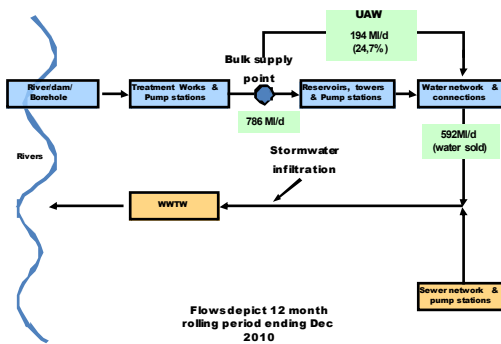 UAW
194 Ml/d
(24,7%)
Bulk supply
point
River/dam/
Borehole
Treatment Works &
Pump stations
Reservoirs, towers
& Pump stations
Water network &
connections
786 Ml/d
592Ml/d
(water sold)
Stormwater
infiltration
Rivers
WWTW
Sewer network &
pump stations
Flows depict 12 month
rolling period ending Dec
2010